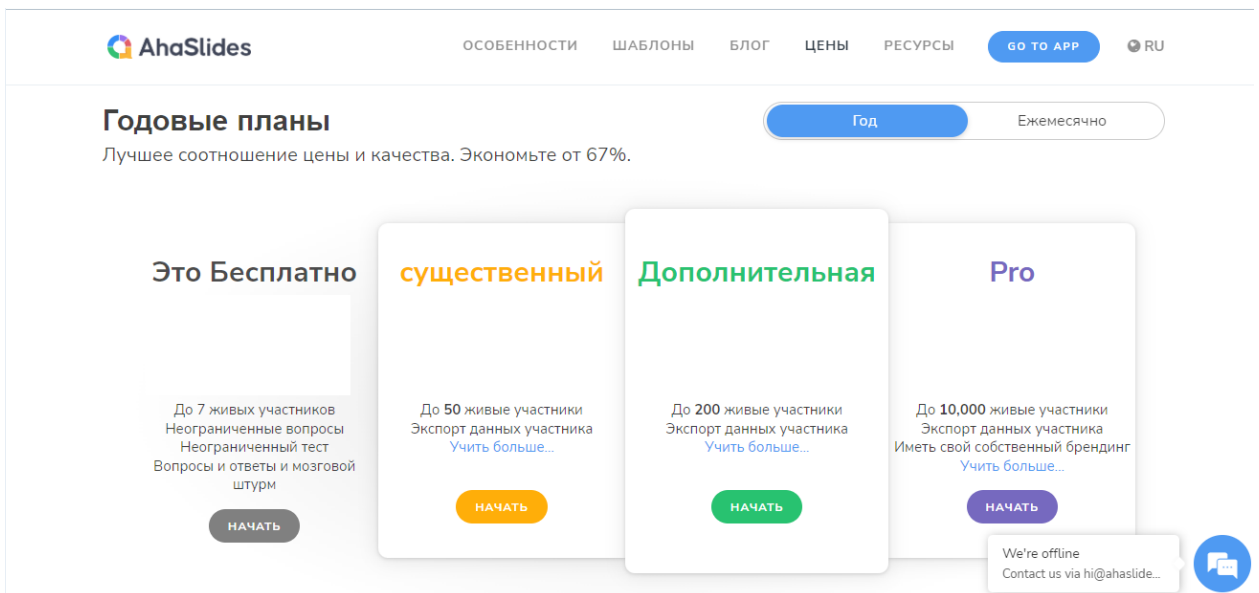 AhaSlides ОСОБЕННОСТИ ШАБЛОНЫ БЛОГ ЦЕНЫ РЕСУРСЫ GO TO APP RU
Годовые планы
Год Ежемесячно
Лучшее соотношение цены и качества. Экономьте от 67%.
Это Бесплатно
До 7 живых участников
Неограниченные вопросы
Неограниченный тест
Вопросы и ответы и мозговой
штурм
НАЧАТЬ
существенный
До 50 живые участники
Экспорт данных участника
Учить больше...
НАЧАТЬ
Дополнительная
До 200 живые участники
Экспорт данных участника
Учить больше...
НАЧАТЬ
Pro
До 10,000 живые участники
Экспорт данных участника
Иметь свой собственный брендинг
Учить больше...
НАЧАТЬ
We're offline
Contact us via hi@ahaslide...